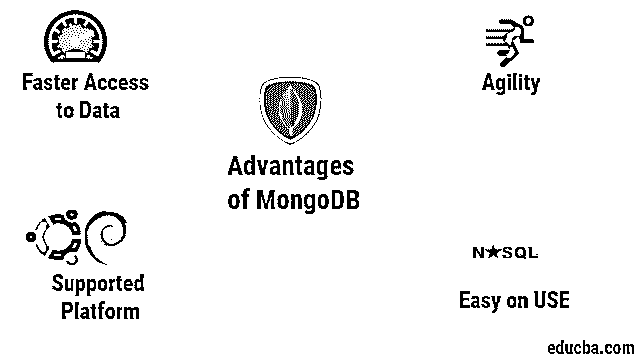 Faster Access
to Data
Agility
Advantages
of MongoDB
Supported
Platform
N★SQL
Easy on USE
educba.com